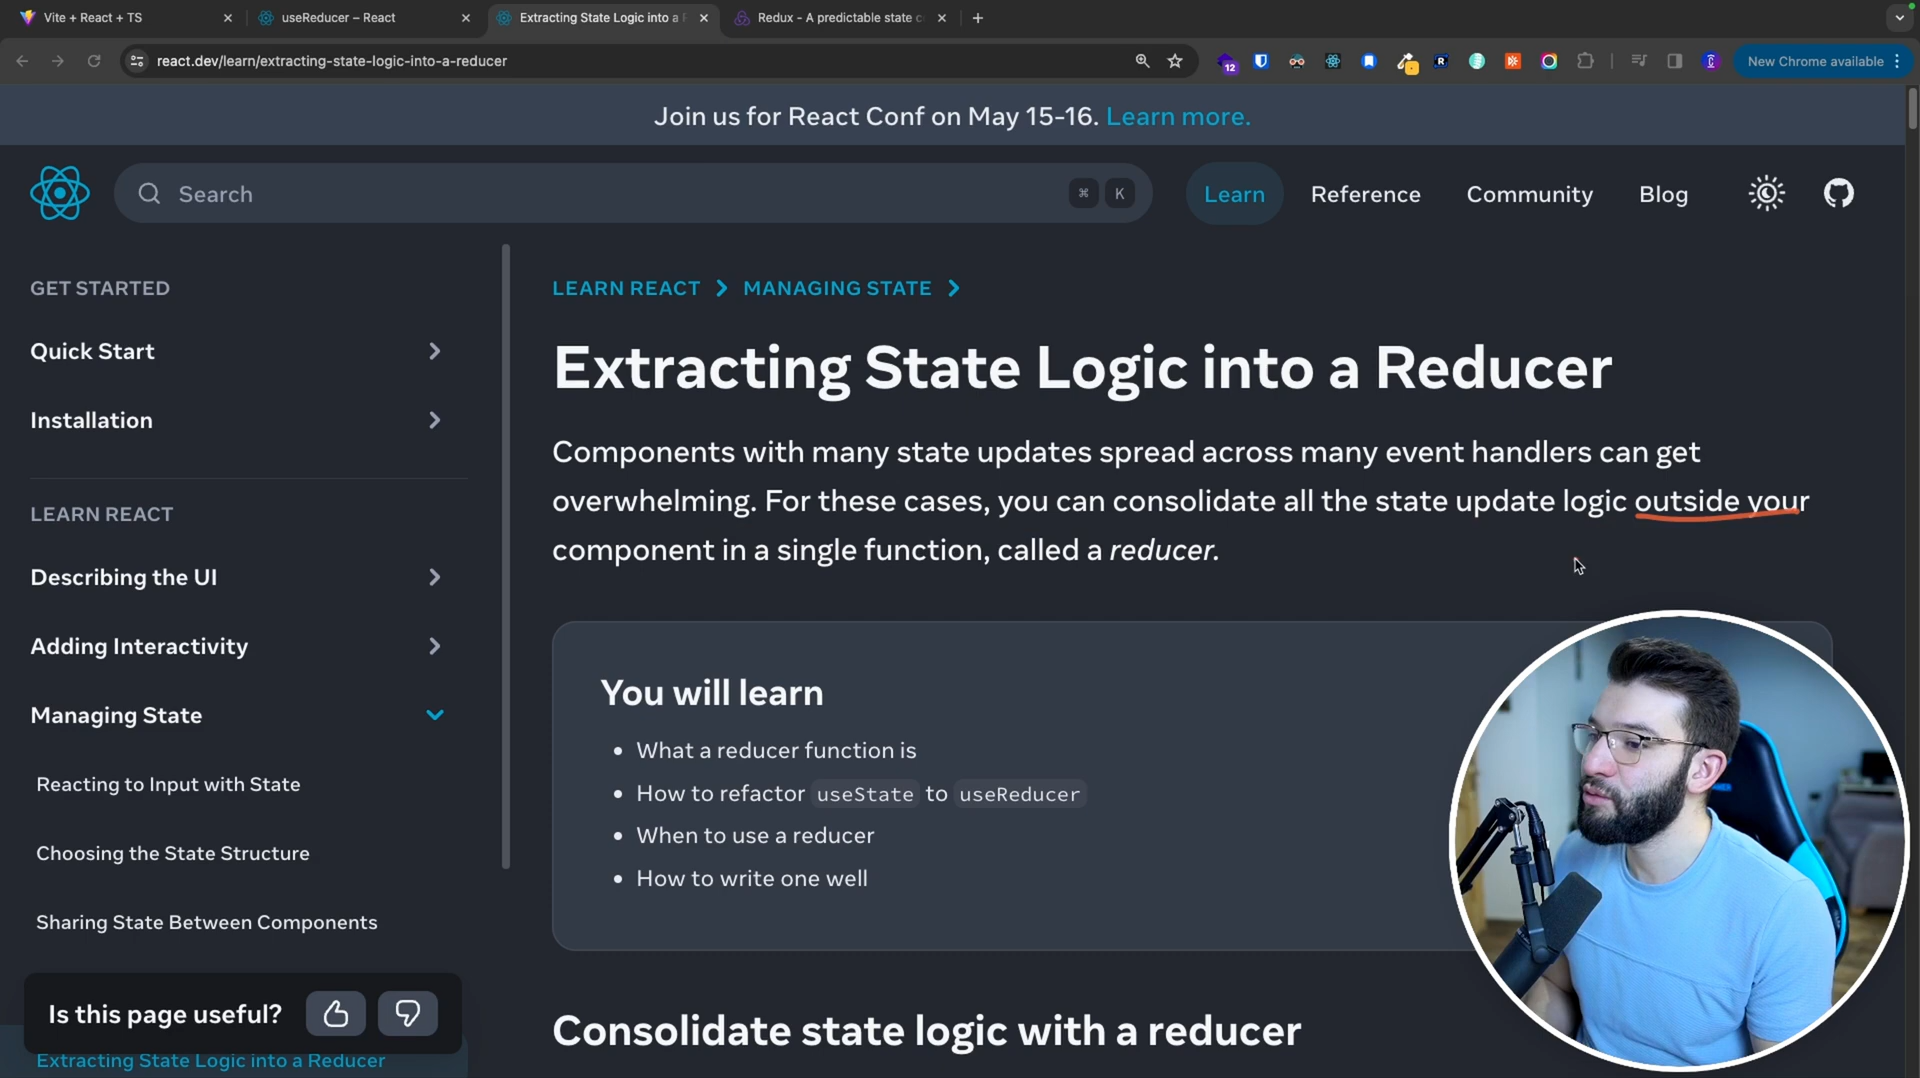 Vite + React + TS
useReducer – React
Extracting State Logic into a
Redux - A predictable state c
react.dev/learn/extracting-state-logic-into-a-reducer
12
R
New Chrome available
Join us for React Conf on May 15-16. Learn more.
Search
⌘ K
Learn
Reference
Community
Blog
GET STARTED
Quick Start
Installation
LEARN REACT
Describing the UI
Adding Interactivity
Managing State
Reacting to Input with State
Choosing the State Structure
Sharing State Between Components
Is this page useful?
Extracting State Logic into a Reducer
LEARN REACT > MANAGING STATE >
Extracting State Logic into a Reducer
Components with many state updates spread across many event handlers can get
overwhelming. For these cases, you can consolidate all the state update logic outside your
component in a single function, called a reducer.
You will learn
• What a reducer function is
• How to refactor useState to useReducer
• When to use a reducer
• How to write one well
Consolidate state logic with a reducer